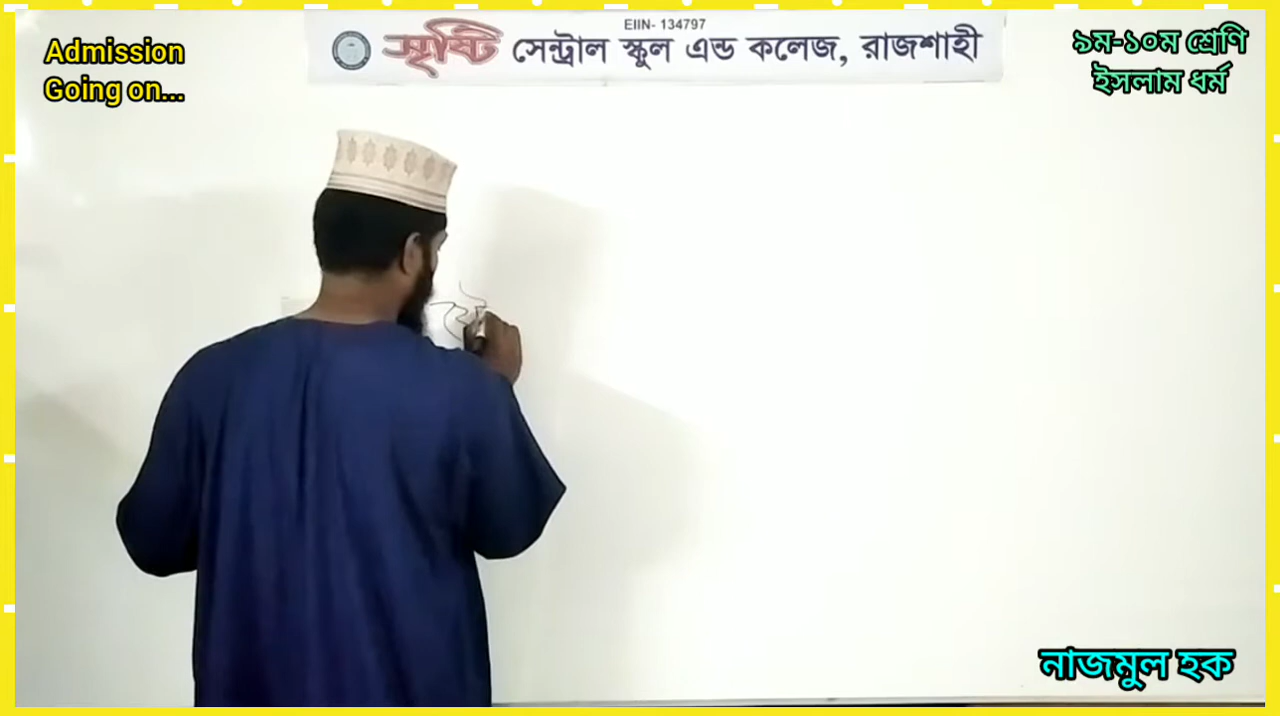 EIIN- 134797
সৃষ্টি সেন্ট্রাল স্কুল এন্ড কলেজ, রাজশাহী
Admission
Going on...
৯ম-১০ম শ্রেণি
ইসলাম ধর্ম
নাজমুল হক